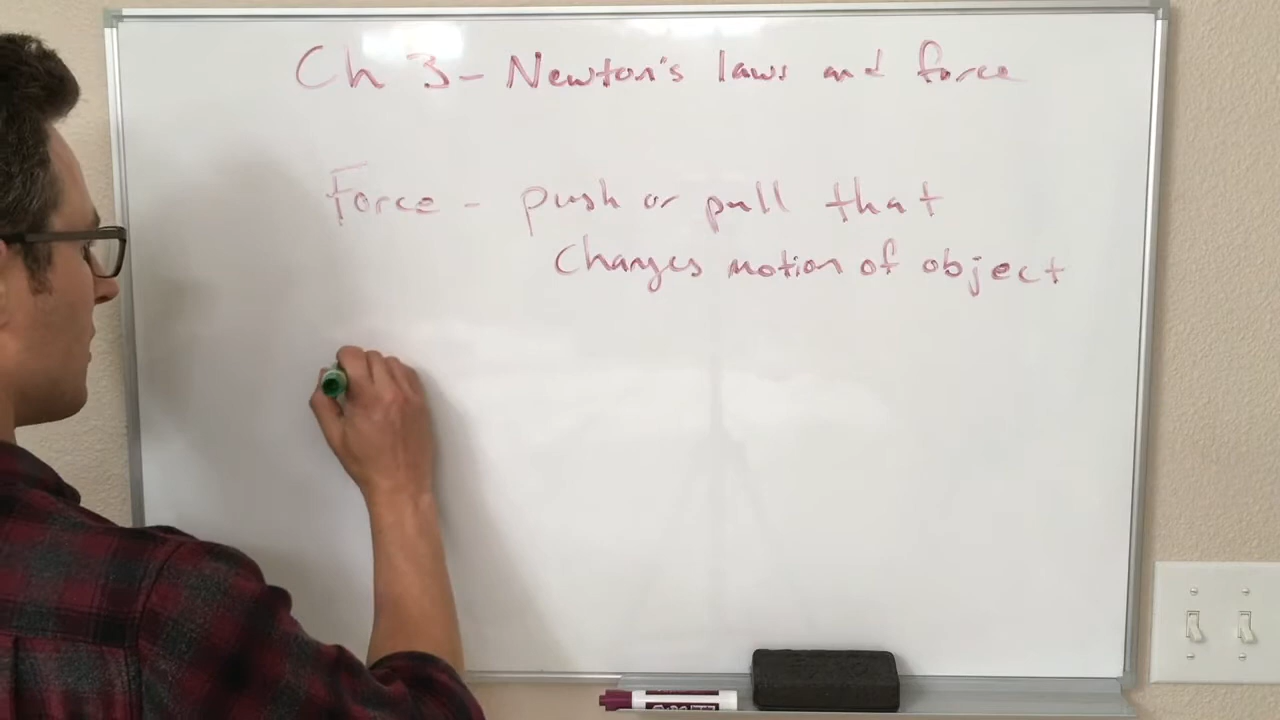 Ch 3 - Newton's laws and force
Force - push or pull that
Changes motion of object